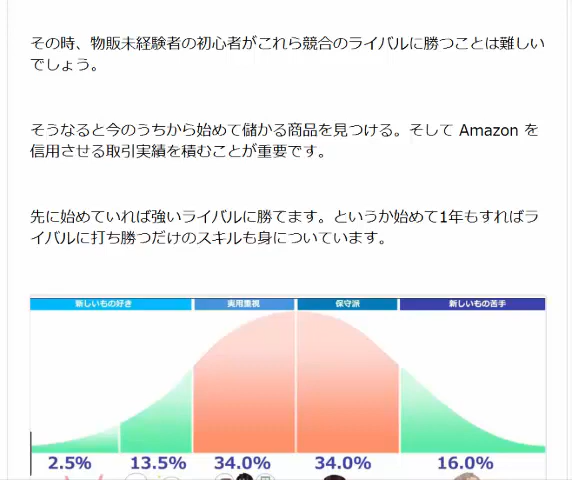 その時、物販未経験者の初心者がこれら競合のライバルに勝つことは難しい
でしょう。
そうなると今のうちから始めて儲かる商品を見つける。そして Amazon を
信用させる取引実績を積むことが重要です。
先に始めていれば強いライバルに勝てます。というか始めて1年もすればラ
イバルに打ち勝つだけのスキルも身についています。
新しいもの好き 実用重視 保守派 新しいもの苦手
2.5% 13.5% 34.0% 34.0% 16.0%